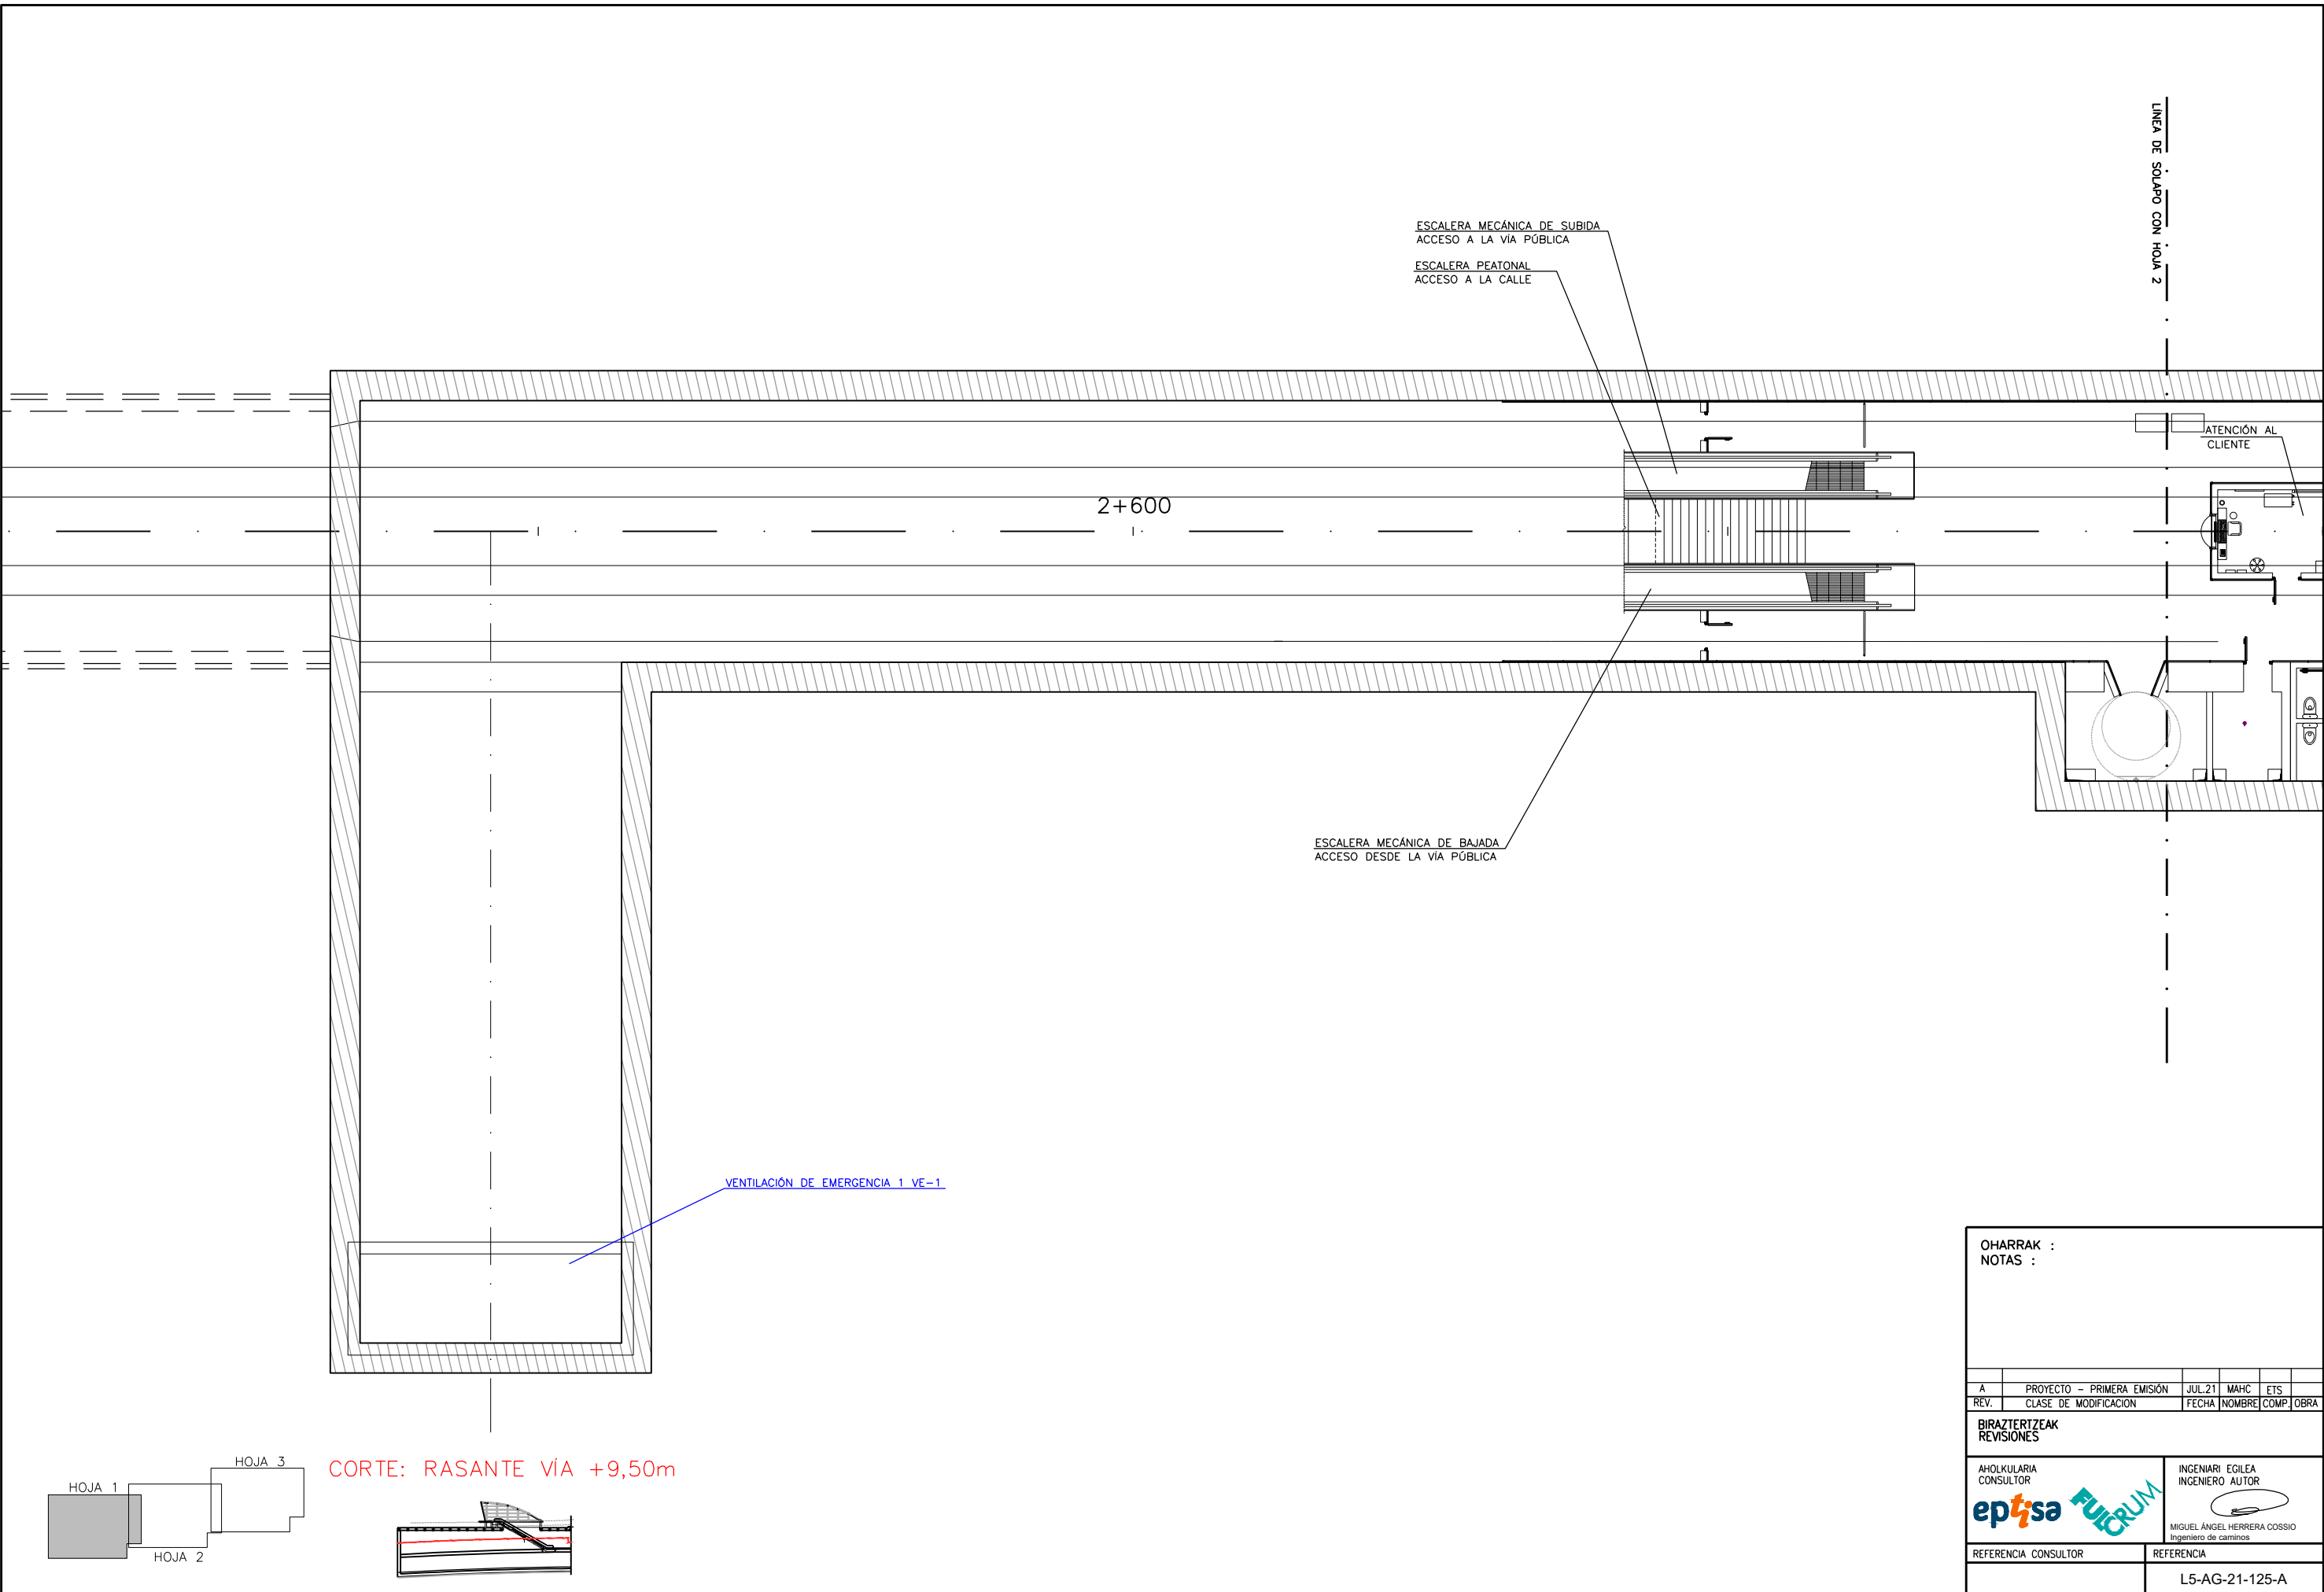 LÍNEA DE SOLAPO CON HOJA 2
ESCALERA MECÁNICA DE SUBIDA
ACCESO A LA VÍA PÚBLICA
ESCALERA PEATONAL
ACCESO A LA CALLE
ATENCIÓN AL
CLIENTE
2+600
ESCALERA MECÁNICA DE BAJADA
ACCESO DESDE LA VÍA PÚBLICA
VENTILACIÓN DE EMERGENCIA 1 VE-1
OHARRAK :
NOTAS :
A PROYECTO - PRIMERA EMISIÓN JUL.21 MAHC ETS
REV. CLASE DE MODIFICACION FECHA NOMBRE COMP. OBRA
BIRAZTERTZEAK
REVISIONES
AHOLKULARIA
CONSULTOR
eptisa
FULCRUM
INGENIARI EGILEA
INGENIERO AUTOR
MIGUEL ÁNGEL HERRERA COSSIO
Ingeniero de caminos
REFERENCIA CONSULTOR
REFERENCIA
L5-AG-21-125-A
HOJA 1
HOJA 2
HOJA 3
CORTE: RASANTE VÍA +9,50m